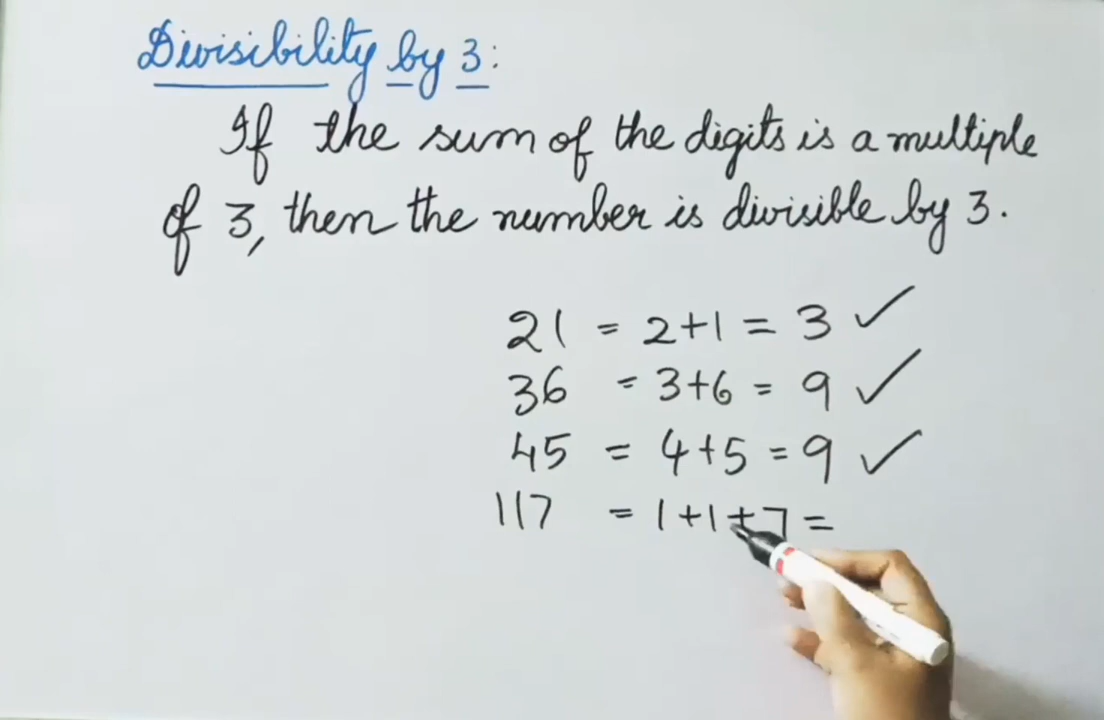 Divisibility by 3:
If the sum of the digits is a multiple
of 3, then the number is divisible by 3.
21 = 2+1 = 3 ✓
36 = 3+6 = 9 ✓
45 = 4+5 = 9 ✓
117 = 1+1+7 =